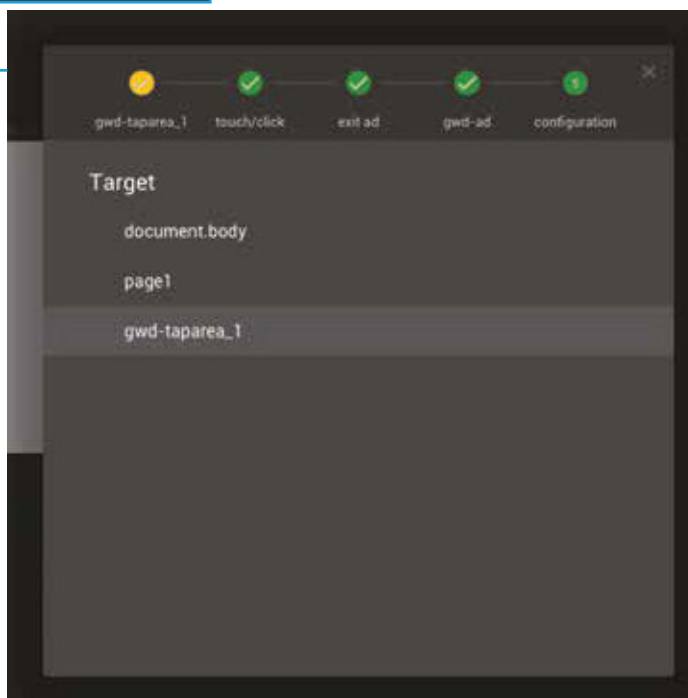 gwd-taparea_1 touch/click exit ad gwd-ad configuration
Target
document.body
page1
gwd-taparea_1